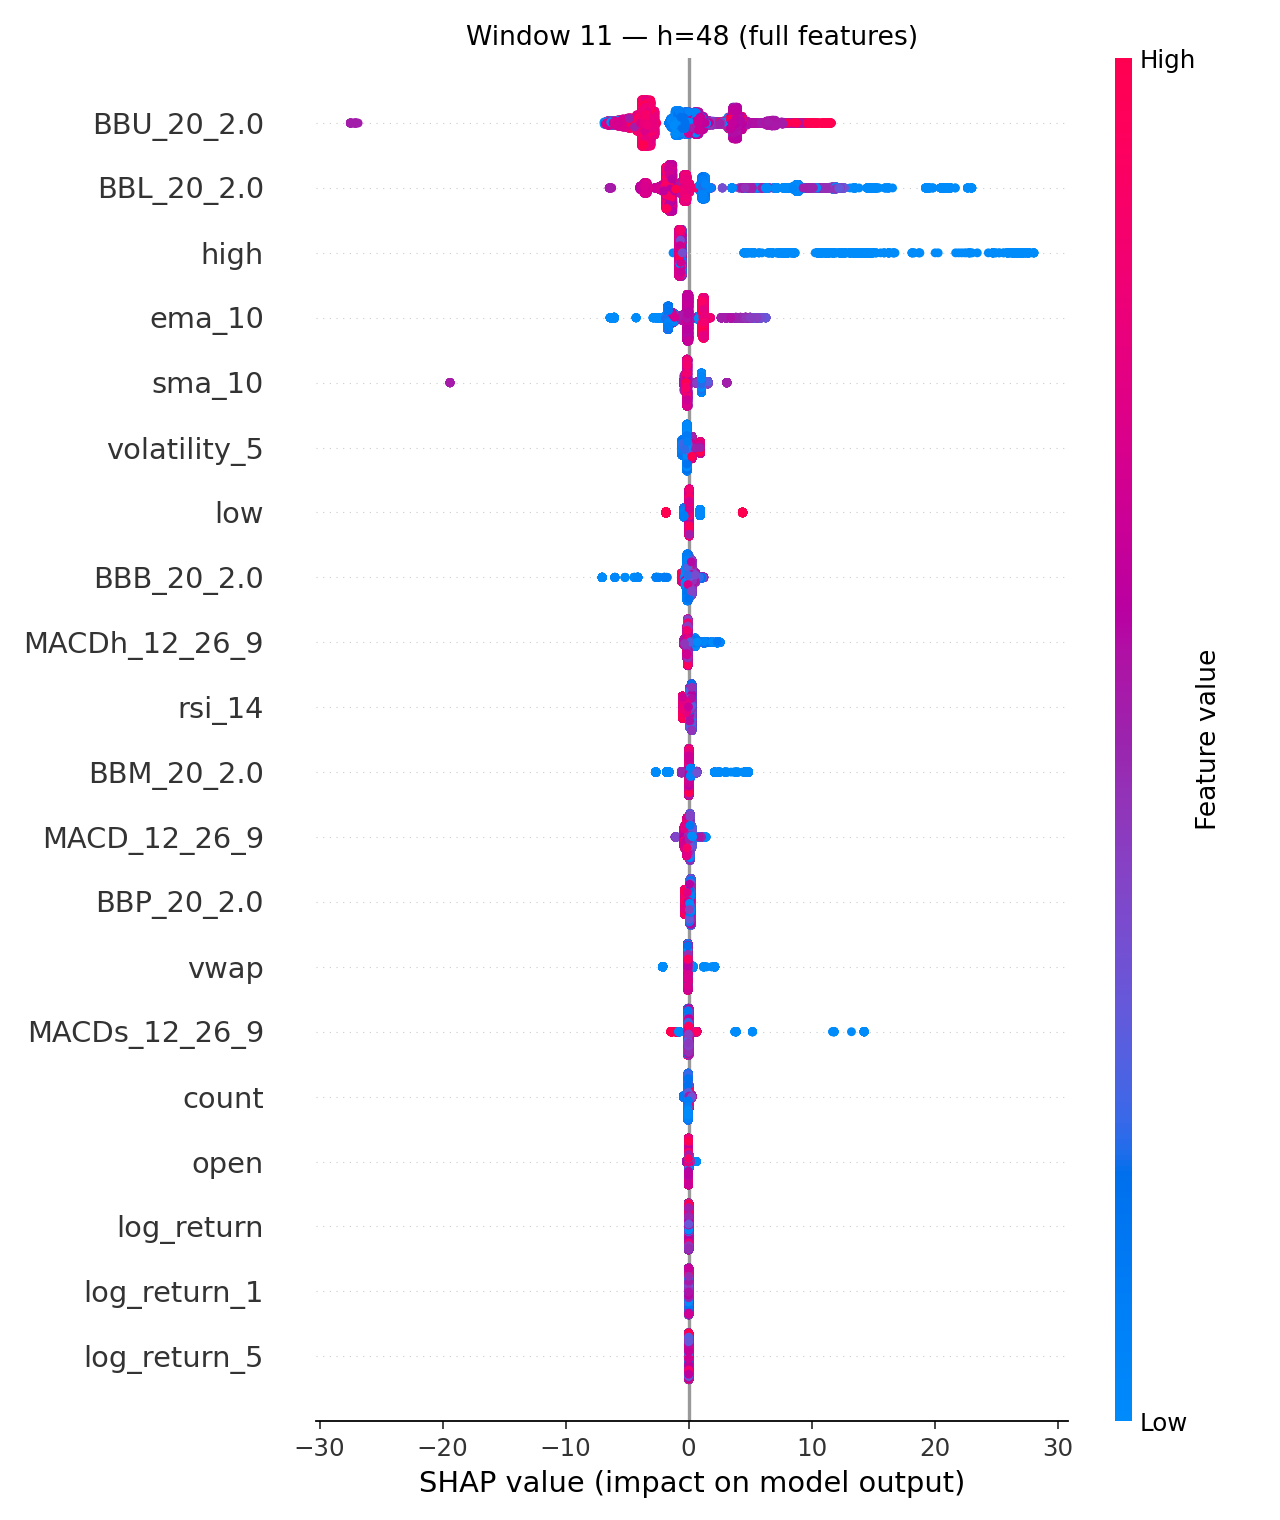 Window 11 — h=48 (full features)
High
BBU_20_2.0
BBL_20_2.0
high
ema_10
sma_10
volatility_5
low
BBB_20_2.0
MACDh_12_26_9
rsi_14
BBM_20_2.0
MACD_12_26_9
BBP_20_2.0
vwap
MACDs_12_26_9
count
open
log_return
log_return_1
log_return_5
Feature value
Low
−30 −20 −10 0 10 20 30
SHAP value (impact on model output)